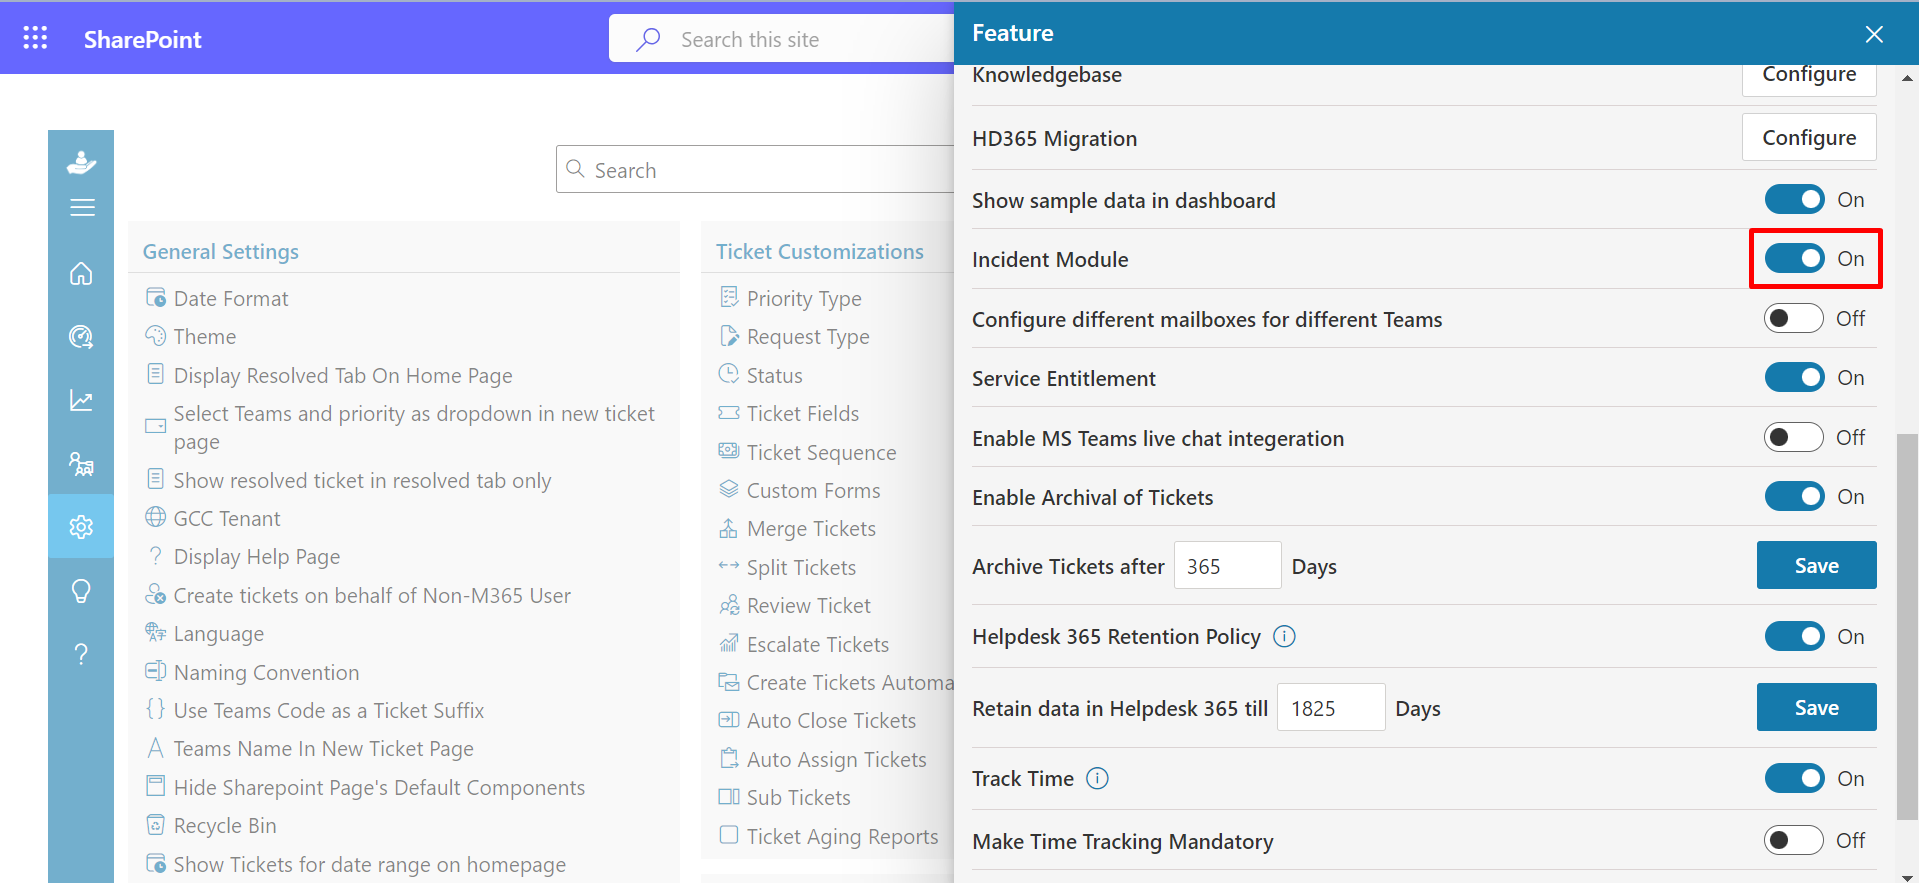 SharePoint
Search this site
Search
General Settings
Date Format
Theme
Display Resolved Tab On Home Page
Select Teams and priority as dropdown in new ticket
page
Show resolved ticket in resolved tab only
GCC Tenant
Display Help Page
Create tickets on behalf of Non-M365 User
Language
Naming Convention
Use Teams Code as a Ticket Suffix
Teams Name In New Ticket Page
Hide Sharepoint Page's Default Components
Recycle Bin
Show Tickets for date range on homepage
Ticket Customizations
Priority Type
Request Type
Status
Ticket Fields
Ticket Sequence
Custom Forms
Merge Tickets
Split Tickets
Review Ticket
Escalate Tickets
Create Tickets Automa
Auto Close Tickets
Auto Assign Tickets
Sub Tickets
Ticket Aging Reports
Feature
Knowledgebase Configure
HD365 Migration Configure
Show sample data in dashboard On
Incident Module On
Configure different mailboxes for different Teams Off
Service Entitlement On
Enable MS Teams live chat integeration Off
Enable Archival of Tickets On
Archive Tickets after 365 Days Save
Helpdesk 365 Retention Policy On
Retain data in Helpdesk 365 till 1825 Days Save
Track Time On
Make Time Tracking Mandatory Off